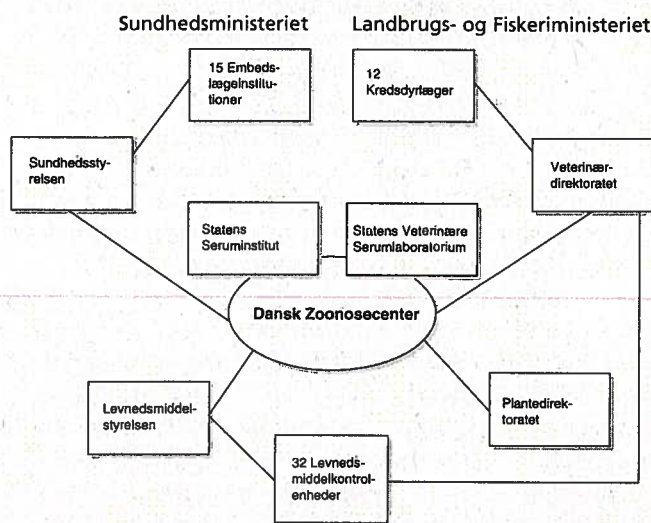 Sundhedsministeriet
Landbrugs- og Fiskeriministeriet
15 Embeds-
lægeinstitu-
tioner
12
Kredsdyrlæger
Sundhedssty-
relsen
Veterinær-
direktoratet
Statens
Seruminstitut
Statens Veterinære
Serumlaboratorium
Dansk Zoonosecenter
Levnedsmiddel-
styrelsen
Plantedirek-
toratet
32 Levneds-
middelkontrol-
enheder